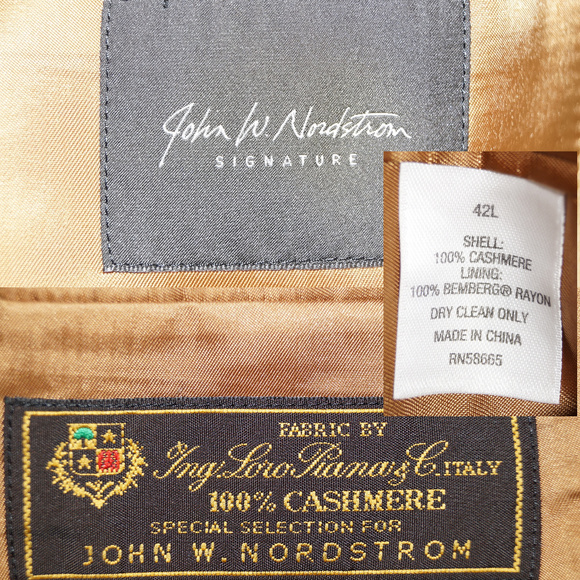 John W. Nordstrom
SIGNATURE
42L
SHELL:
100% CASHMERE
LINING:
100% BEMBERG® RAYON
DRY CLEAN ONLY
MADE IN CHINA
RN58665
FABRIC BY
Ing. Loro Piana & C. ITALY
100% CASHMERE
SPECIAL SELECTION FOR
JOHN W. NORDSTROM